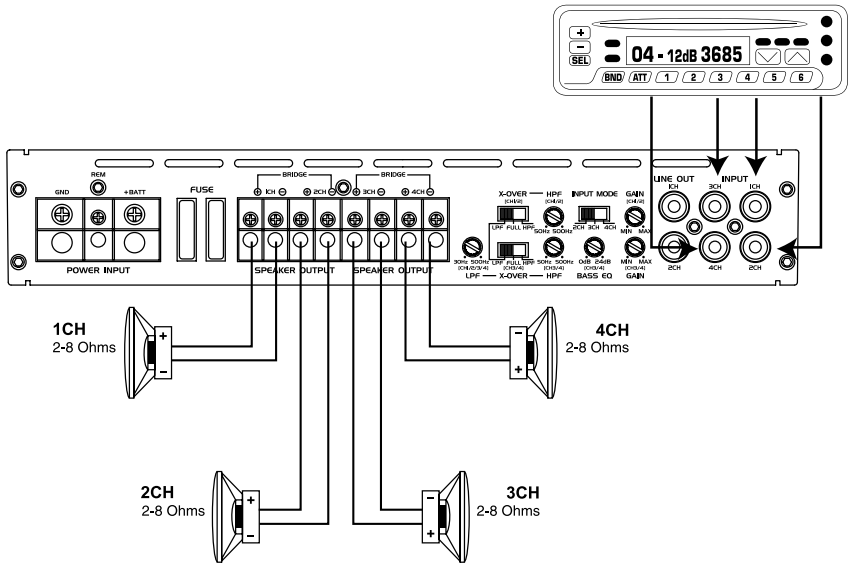 +
−
SEL
04 - 12dB 3685
BND ATT 1 2 3 4 5 6
GND REM +BATT
POWER INPUT
FUSE
BRIDGE BRIDGE
⊕ 1CH ⊖ ⊕ 2CH ⊖ ⊕ 3CH ⊖ ⊕ 4CH ⊖
SPEAKER OUTPUT SPEAKER OUTPUT
X-OVER — HPF INPUT MODE GAIN
[CH1/2] [CH1/2] [CH1/2]
LPF FULL HPF 50Hz 500Hz 2CH 3CH 4CH MIN MAX
30Hz 500Hz LPF FULL HPF 50Hz 500Hz 0dB 24dB MIN MAX
[CH1/2/3/4] [CH3/4] [CH3/4] [CH3/4] [CH3/4]
LPF — X-OVER — HPF BASS EQ GAIN
LINE OUT INPUT
1CH 3CH 1CH
2CH 4CH 2CH
1CH
2-8 Ohms
+
−
4CH
2-8 Ohms
−
+
2CH
2-8 Ohms
+
−
3CH
2-8 Ohms
−
+